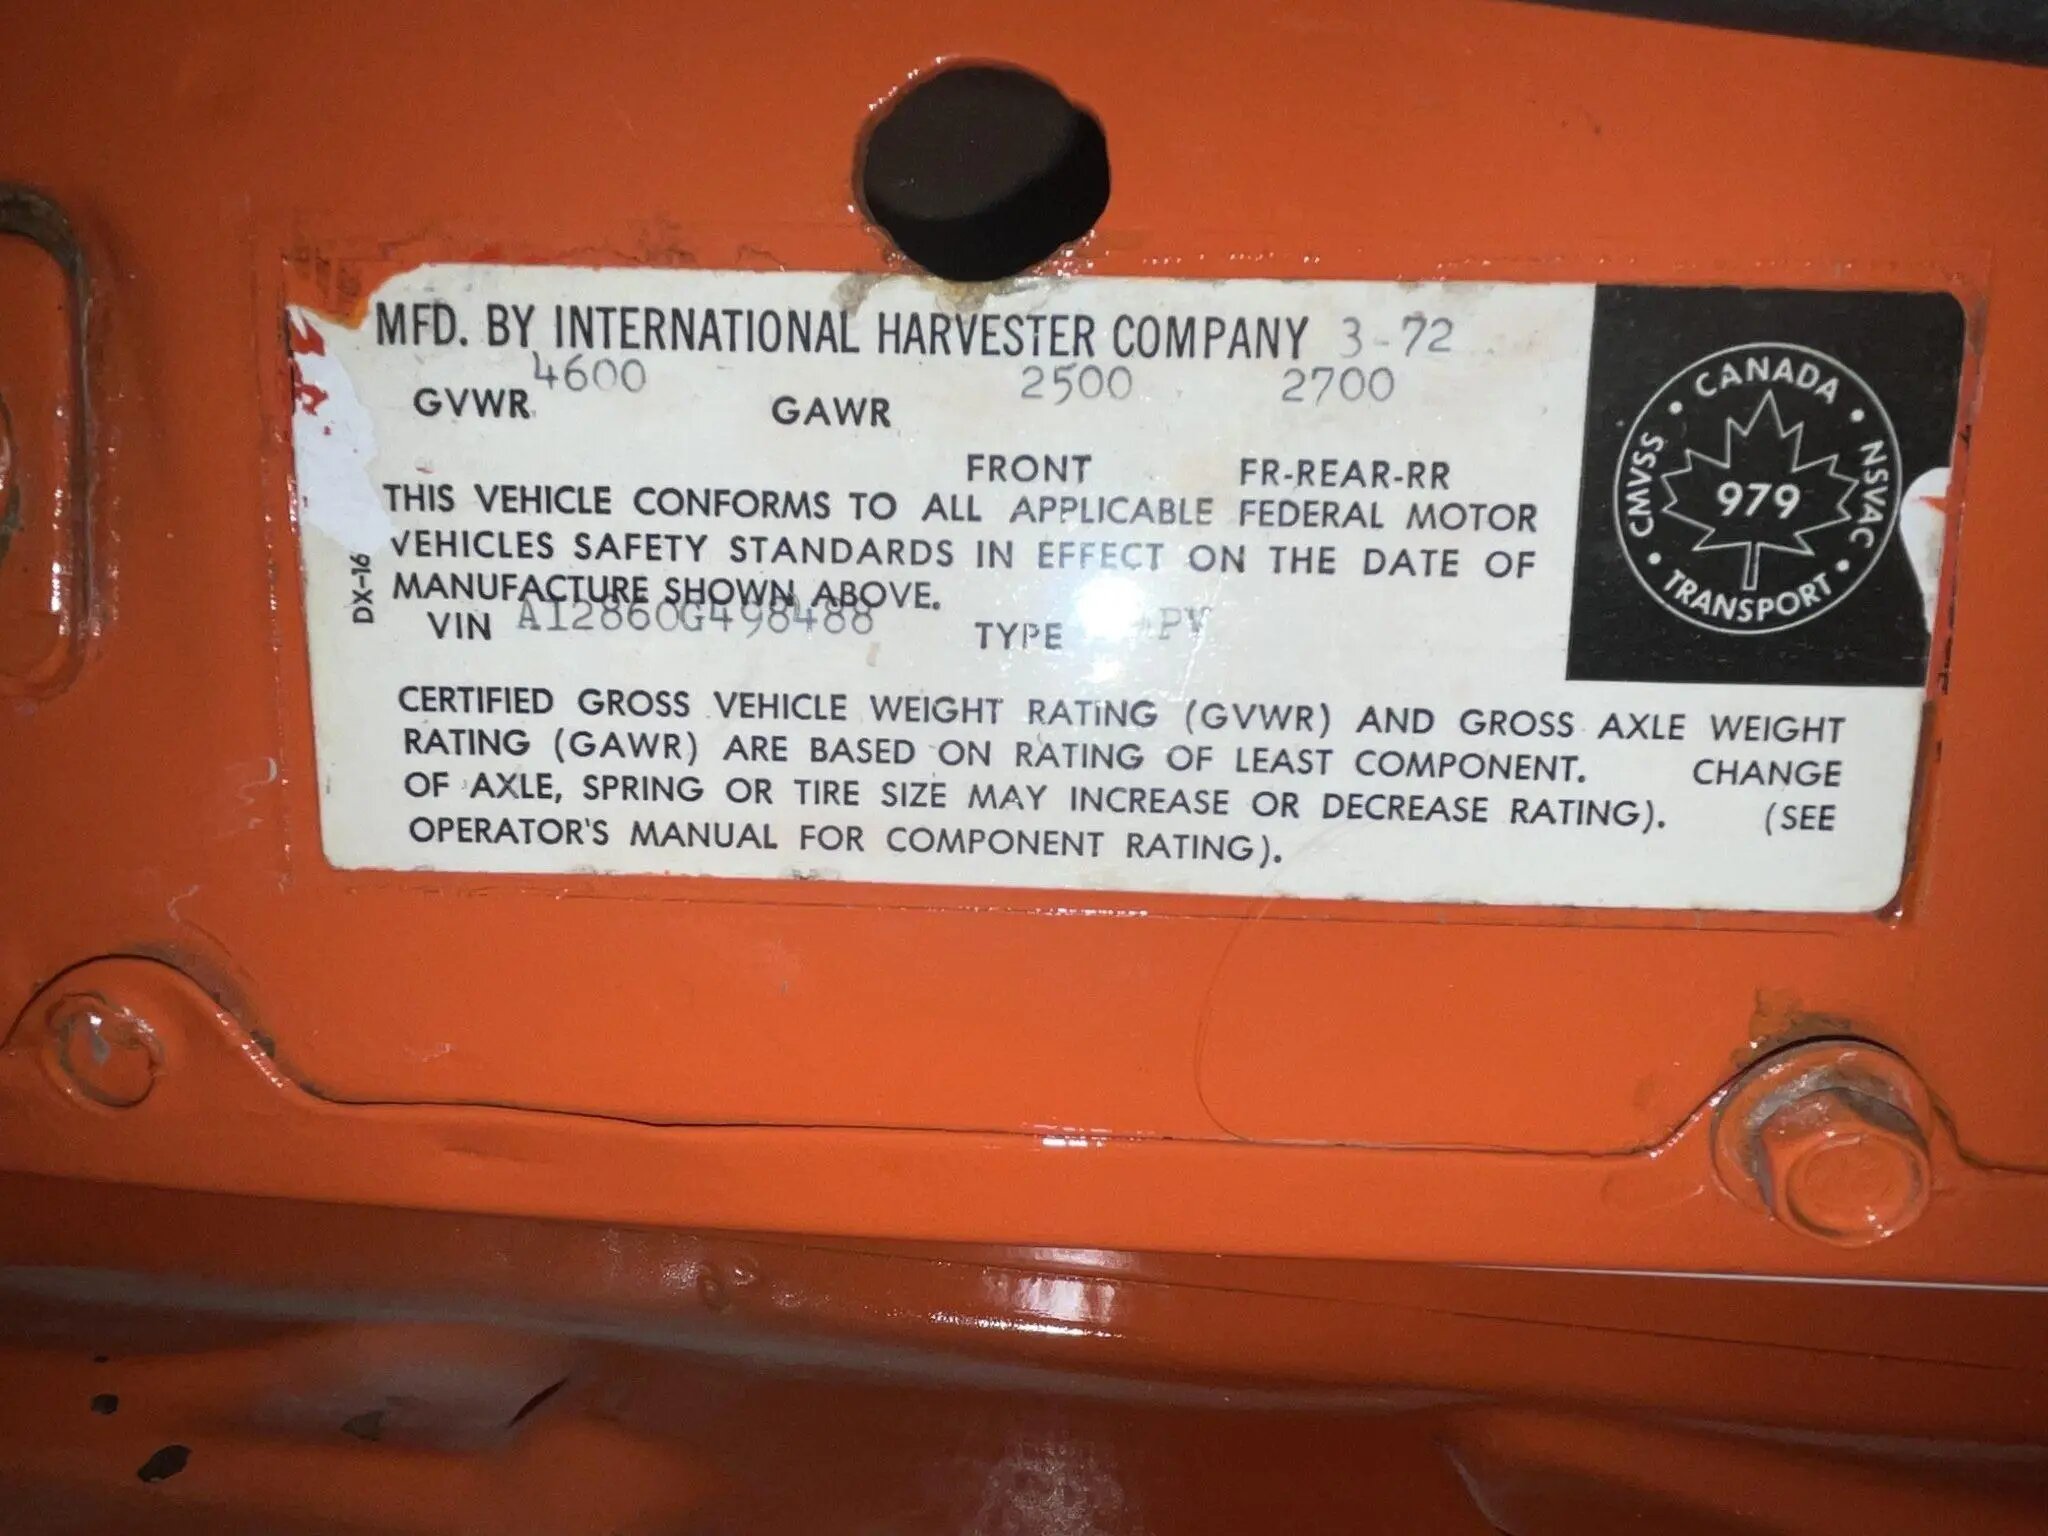 MFD. BY INTERNATIONAL HARVESTER COMPANY 3-72
GVWR 4600 GAWR 2500 2700
FRONT FR-REAR-RR
THIS VEHICLE CONFORMS TO ALL APPLICABLE FEDERAL MOTOR
VEHICLES SAFETY STANDARDS IN EFFECT ON THE DATE OF
MANUFACTURE SHOWN ABOVE.
VIN A12860G498488 TYPE
DX-16
CERTIFIED GROSS VEHICLE WEIGHT RATING (GVWR) AND GROSS AXLE WEIGHT
RATING (GAWR) ARE BASED ON RATING OF LEAST COMPONENT. CHANGE
OF AXLE, SPRING OR TIRE SIZE MAY INCREASE OR DECREASE RATING). (SEE
OPERATOR'S MANUAL FOR COMPONENT RATING).
CANADA
CMVSS • NSVAC
979
TRANSPORT